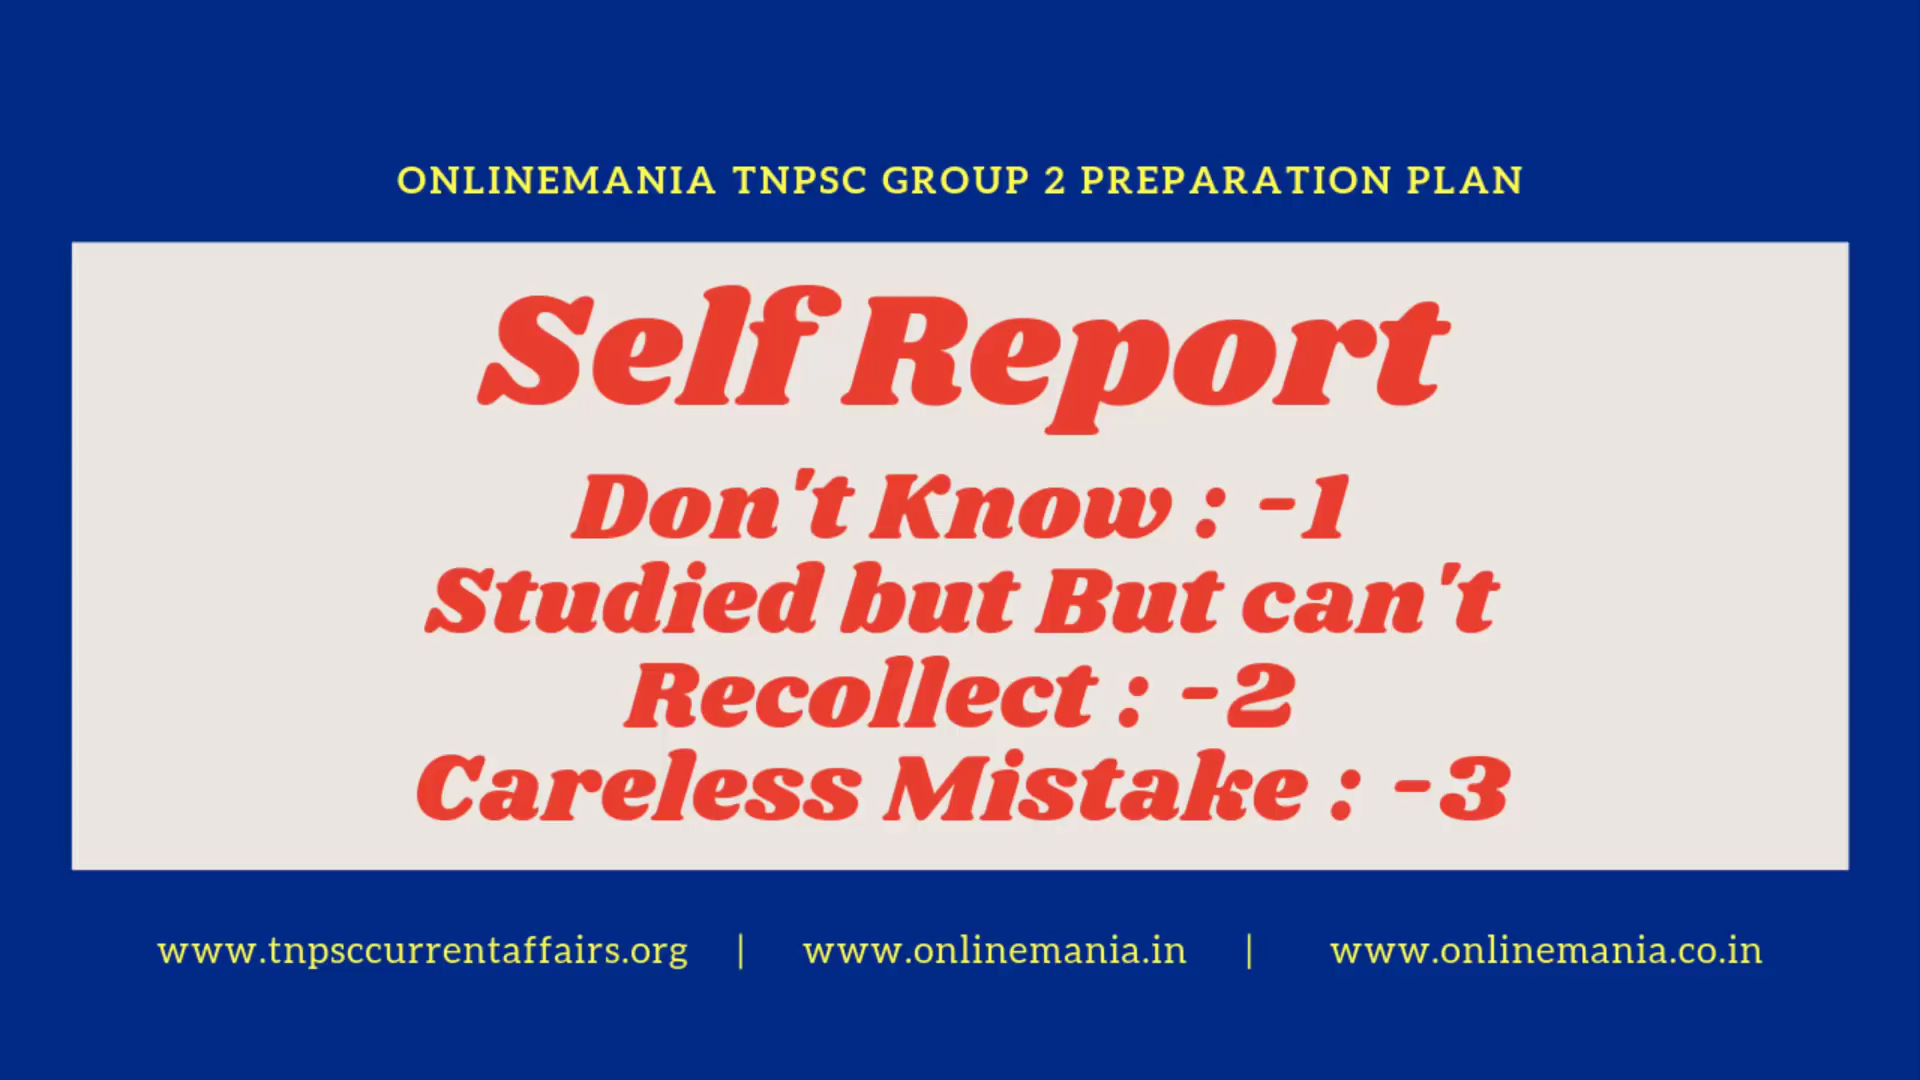 ONLINEMANIA TNPSC GROUP 2 PREPARATION PLAN
Self Report
Don't Know : -1
Studied but But can't
Recollect : -2
Careless Mistake : -3
www.tnpsccurrentaffairs.org | www.onlinemania.in | www.onlinemania.co.in